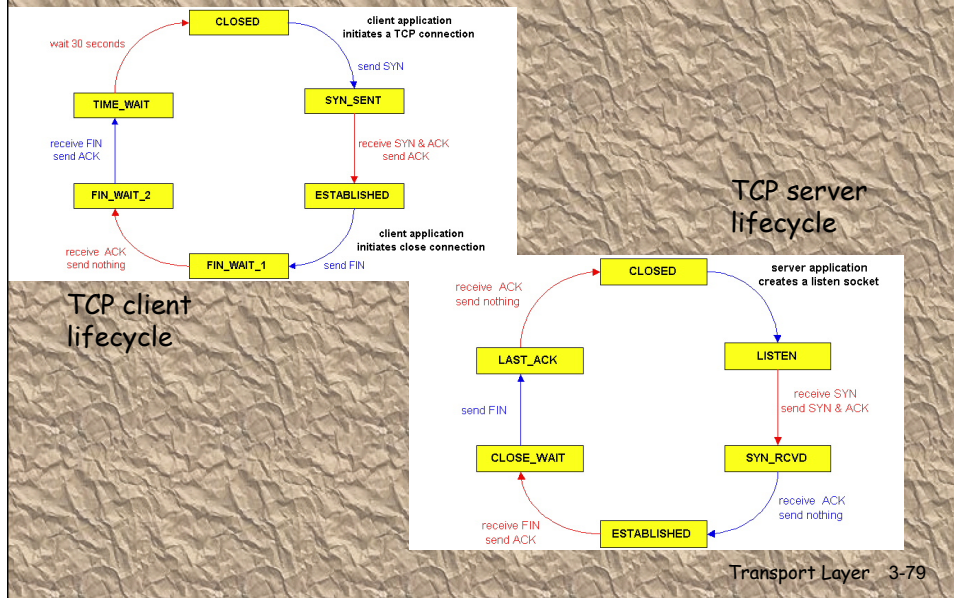 CLOSED
client application
initiates a TCP connection
wait 30 seconds
send SYN
TIME_WAIT
SYN_SENT
receive FIN
send ACK
receive SYN & ACK
send ACK
FIN_WAIT_2
ESTABLISHED
client application
initiates close connection
receive ACK
send nothing
FIN_WAIT_1
send FIN
TCP client
lifecycle
TCP server
lifecycle
CLOSED
server application
creates a listen socket
receive ACK
send nothing
LAST_ACK
LISTEN
send FIN
receive SYN
send SYN & ACK
CLOSE_WAIT
SYN_RCVD
receive ACK
send nothing
receive FIN
send ACK
ESTABLISHED
Transport Layer 3-79